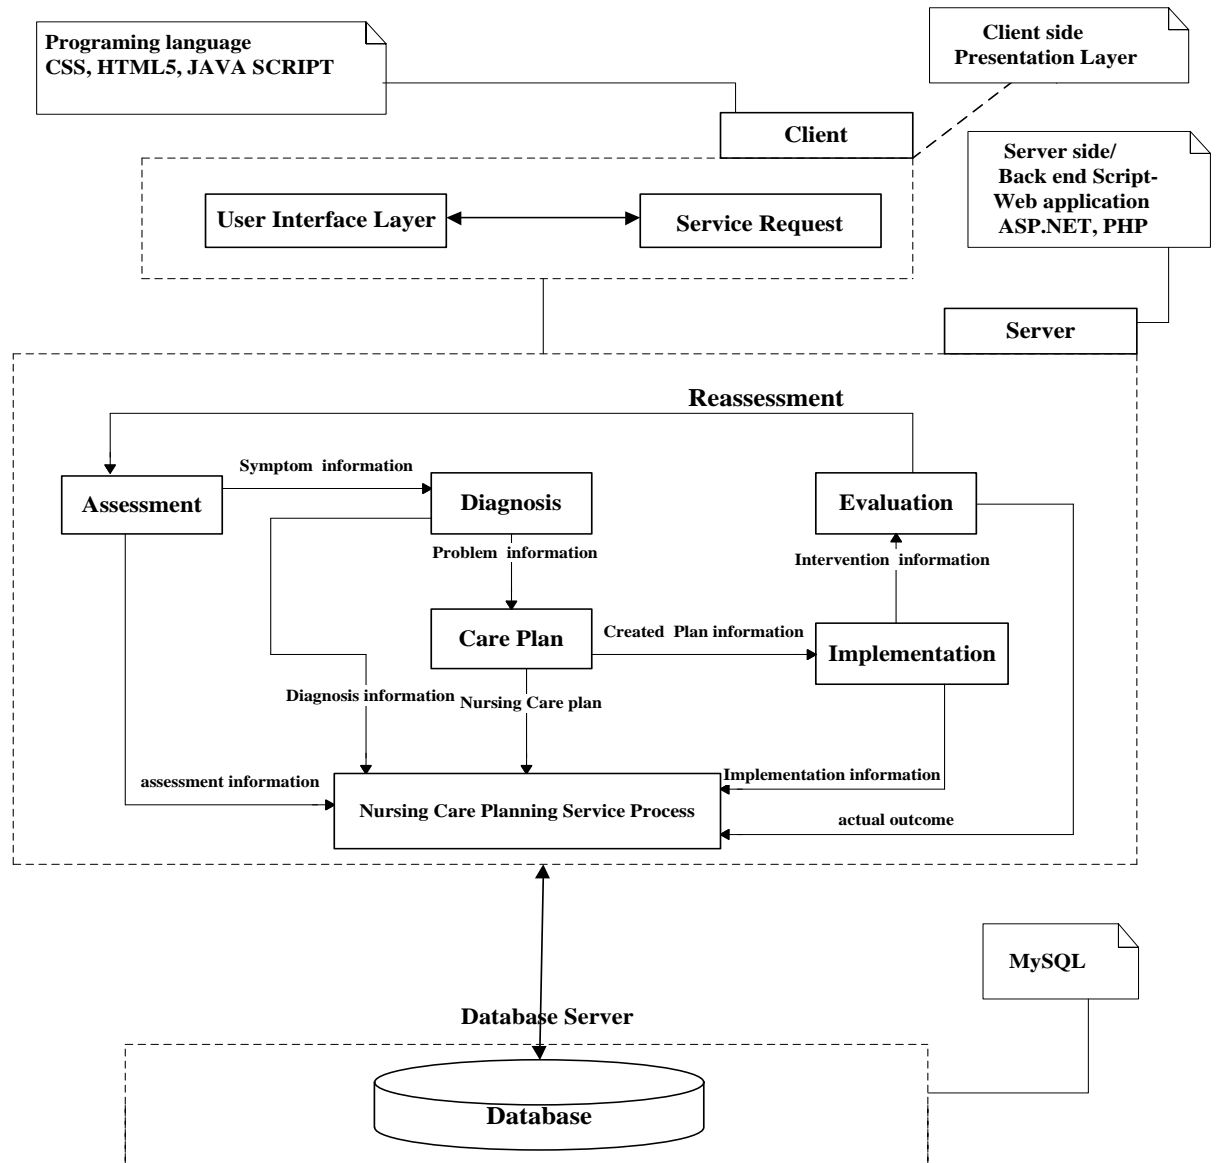 Programing language
CSS, HTML5, JAVA SCRIPT
Client side
Presentation Layer
Client
Server side/
Back end Script-
Web application
ASP.NET, PHP
User Interface Layer
Service Request
Server
Reassessment
Symptom information
Assessment
Diagnosis
Evaluation
Problem information
Intervention information
Care Plan
Created Plan information
Implementation
Diagnosis information
Nursing Care plan
assessment information
Implementation information
Nursing Care Planning Service Process
actual outcome
MySQL
Database Server
Database